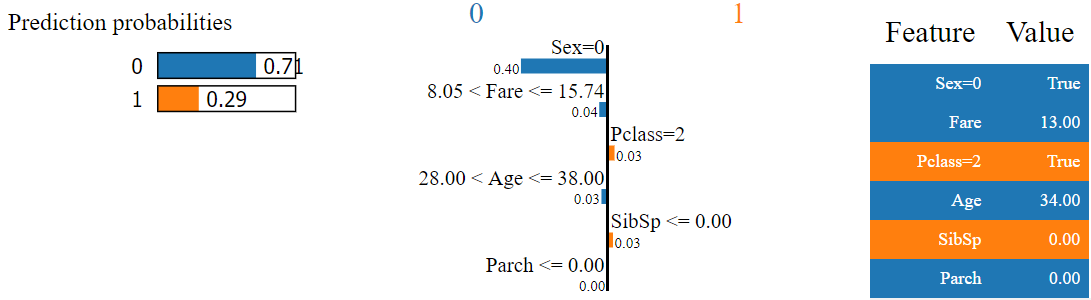 Prediction probabilities
0 0.71
1 0.29
0 1
Sex=0
0.40
8.05 < Fare <= 15.74
0.04
Pclass=2
0.03
28.00 < Age <= 38.00
0.03
SibSp <= 0.00
0.03
Parch <= 0.00
0.00
Feature Value
Sex=0 True
Fare 13.00
Pclass=2 True
Age 34.00
SibSp 0.00
Parch 0.00